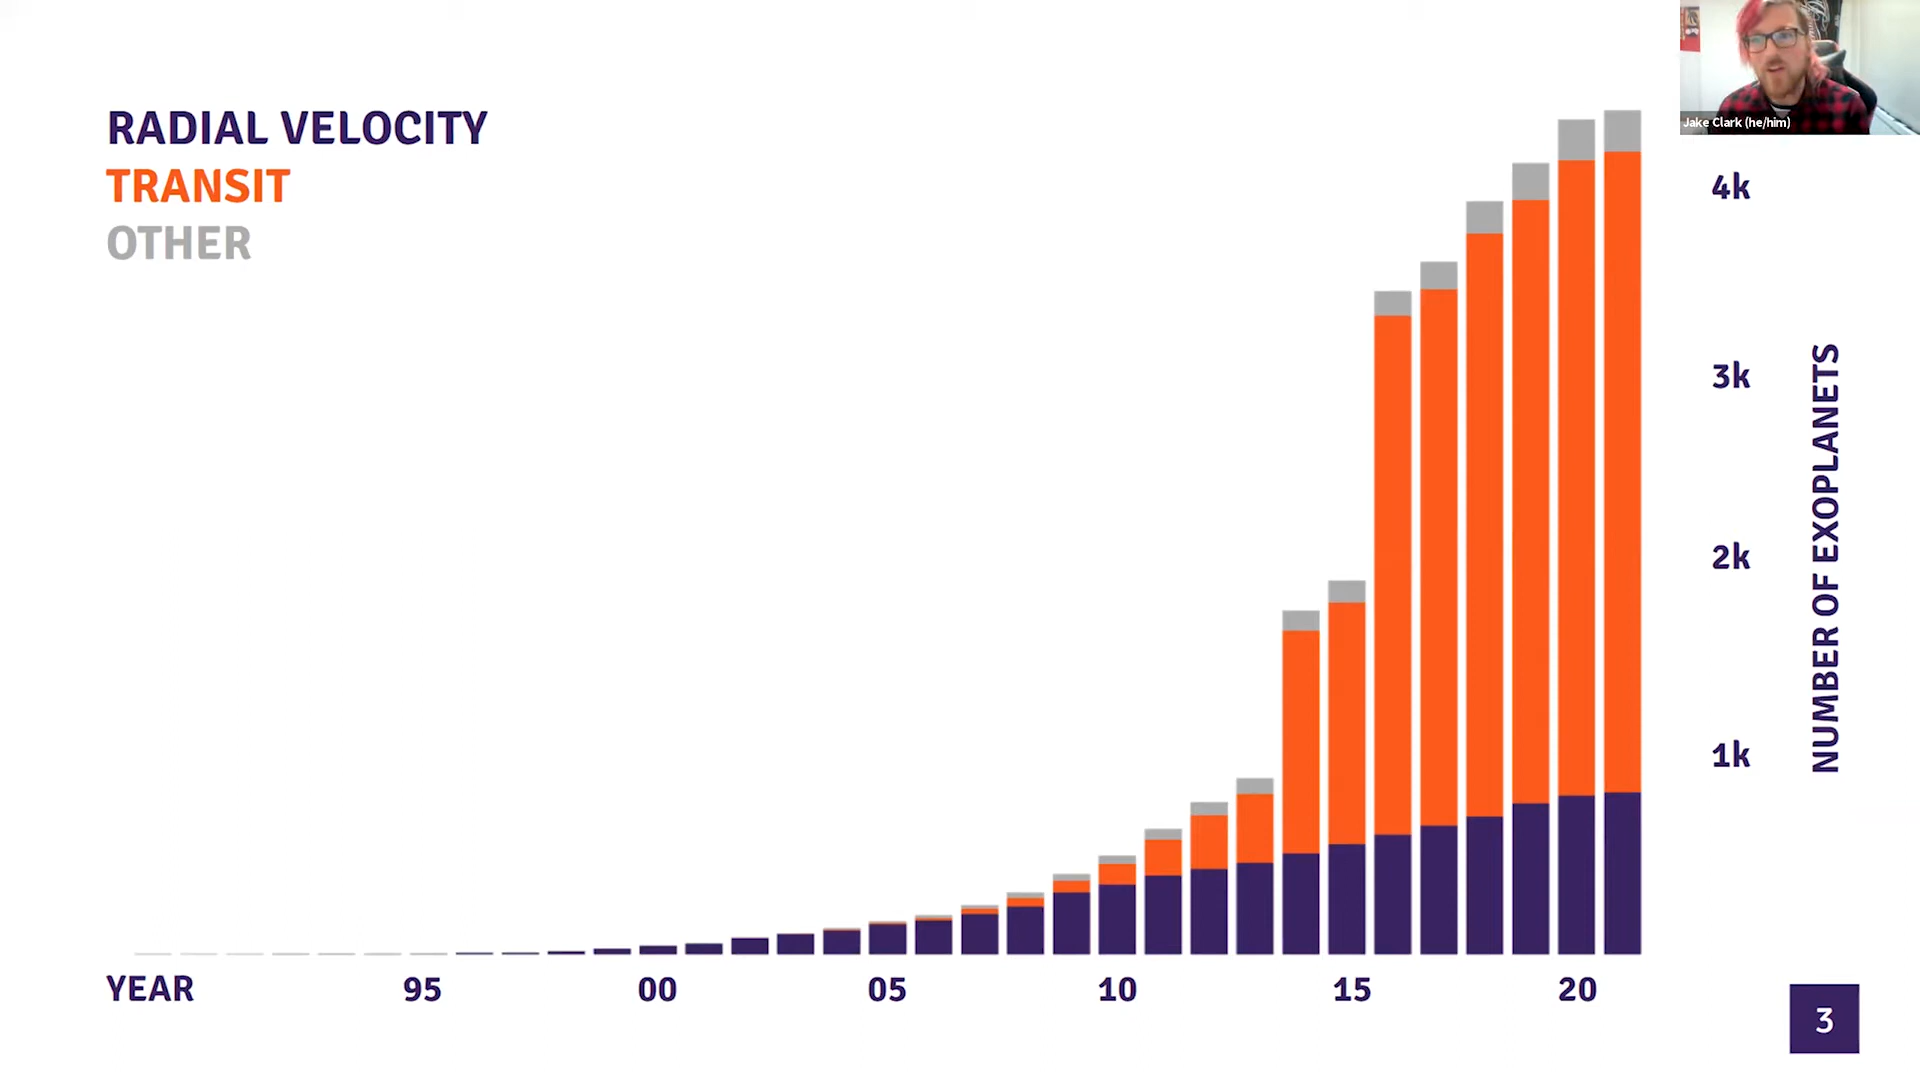 RADIAL VELOCITY
TRANSIT
OTHER
Jake Clark (he/him)
4k
3k
2k
1k
NUMBER OF EXOPLANETS
YEAR 95 00 05 10 15 20
3